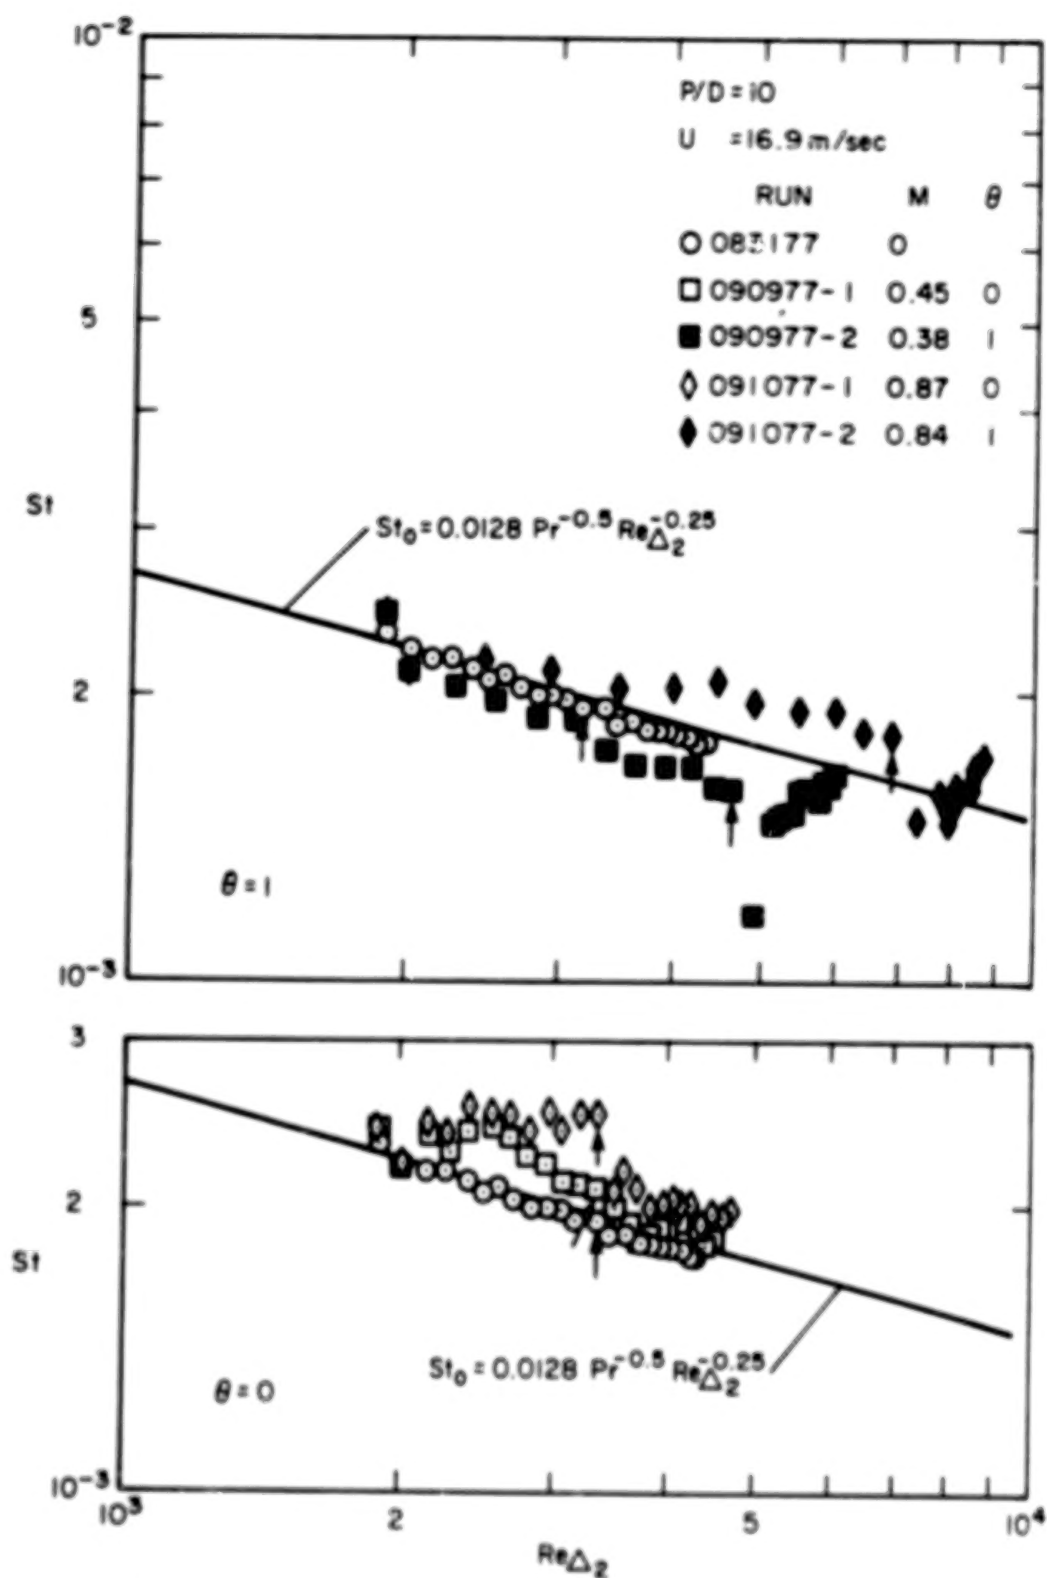 10⁻²
P/D = 10
U = 16.9 m/sec
RUN M θ
083177 0
090977-1 0.45 0
090977-2 0.38 1
091077-1 0.87 0
091077-2 0.84 1
5
St
St₀ = 0.0128 Pr⁻⁰·⁵ Re_Δ₂⁻⁰·²⁵
2
θ = 1
10⁻³
3
2
St
St₀ = 0.0128 Pr⁻⁰·⁵ Re_Δ₂⁻⁰·²⁵
θ = 0
10⁻³
10³ 2 5 10⁴
Re_Δ₂